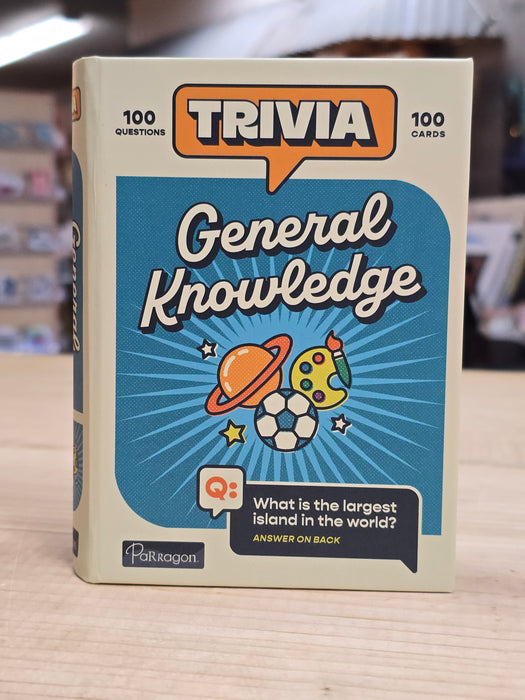 100
QUESTIONS
TRIVIA
100
CARDS
General
Knowledge
Q:
What is the largest
island in the world?
ANSWER ON BACK
PaRragon
General